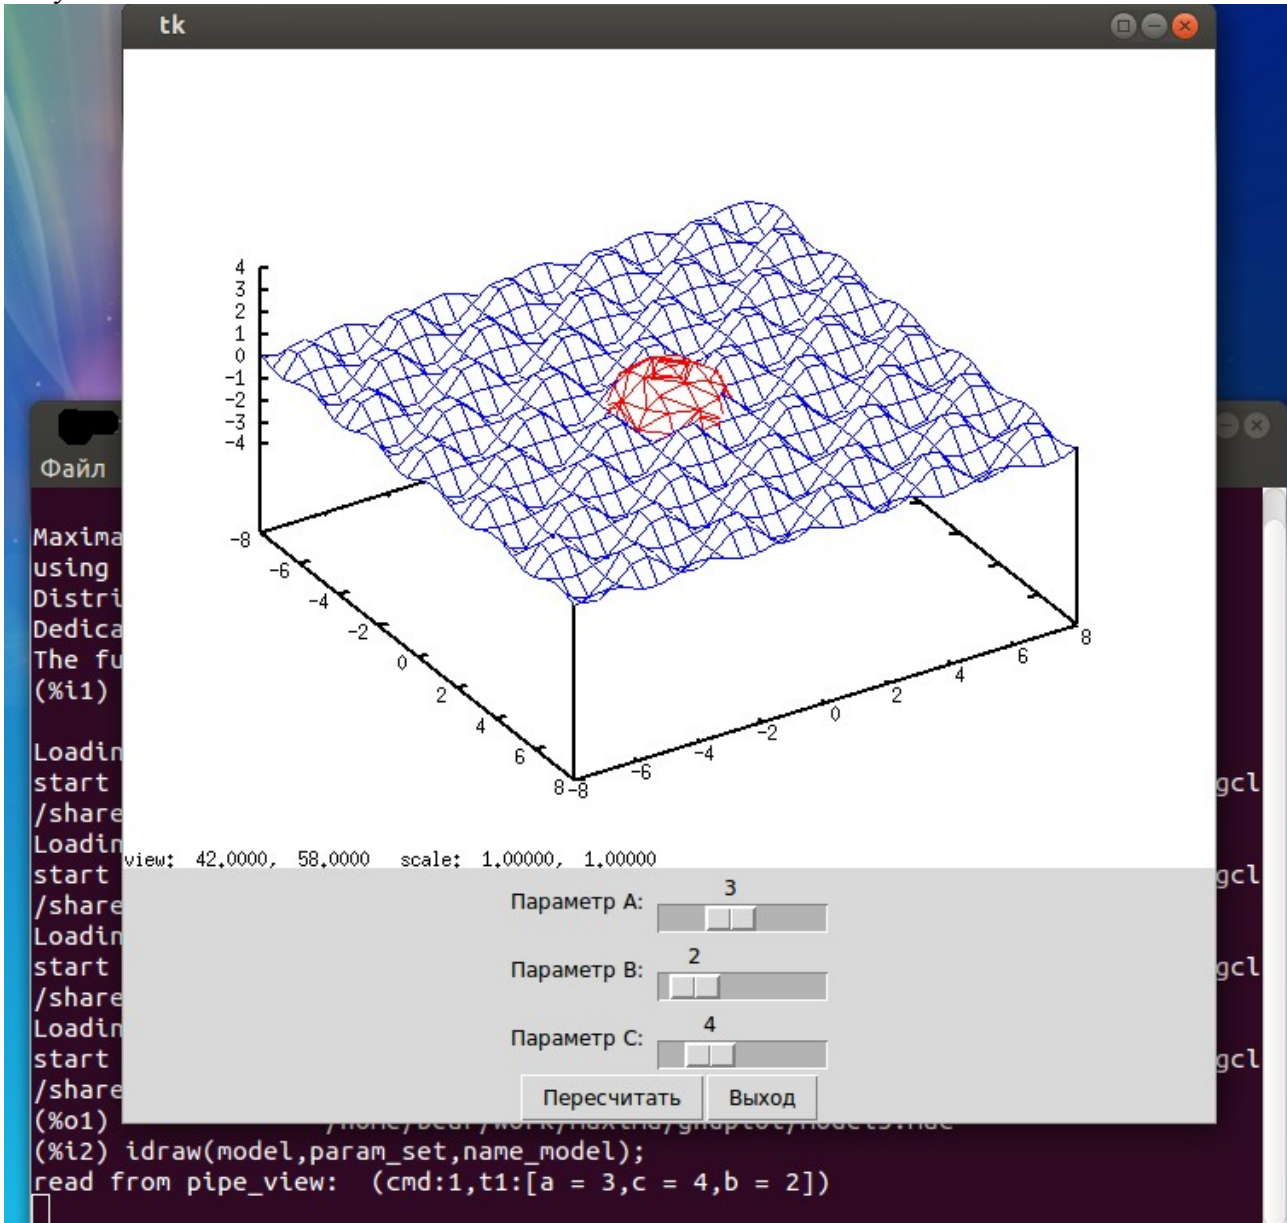 tk
4
3
2
1
0
-1
-2
-3
-4
-8
-6
-4
-2
0
2
4
6
8
-8
-6
-4
-2
0
2
4
6
8
view: 42.0000, 58.0000 scale: 1.00000, 1.00000
Параметр A: 3
Параметр B: 2
Параметр C: 4
Пересчитать Выход
Файл
Maxima
using
Distri
Dedica
The fu
(%i1)
Loadin
start gcl
/share
Loadin
start gcl
/share
Loadin
start gcl
/share
Loadin
start gcl
/share
(%o1)
(%i2) idraw(model,param_set,name_model);
read from pipe_view: (cmd:1,t1:[a = 3,c = 4,b = 2])